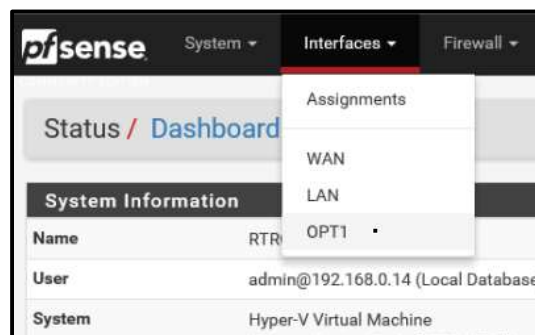 pfsense System Interfaces Firewall
Assignments
Status / Dashboard
WAN
System Information
LAN
OPT1
Name
User admin@192.168.0.14 (Local Database
System Hyper-V Virtual Machine